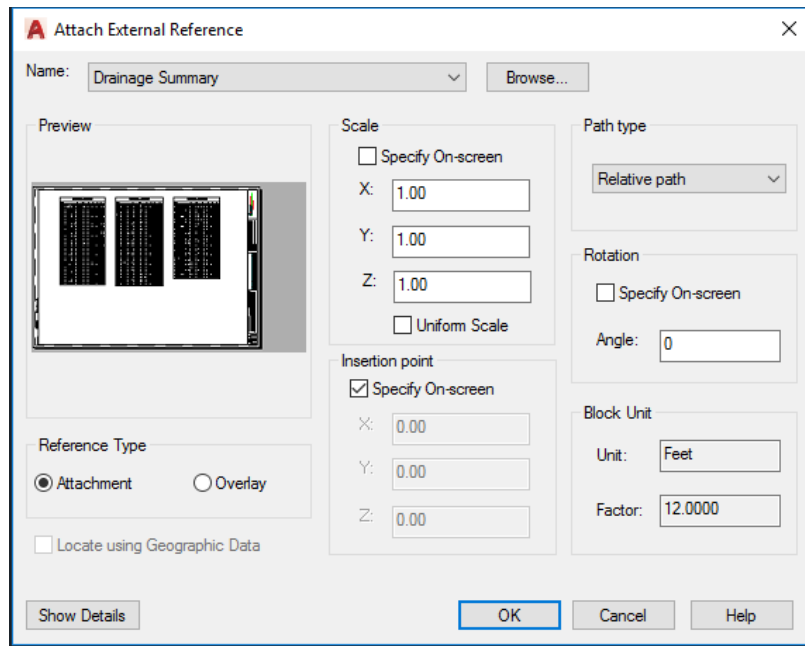 Attach External Reference
Name: Drainage Summary Browse...
Preview
Scale
Specify On-screen
X: 1.00
Y: 1.00
Z: 1.00
Uniform Scale
Path type
Relative path
Rotation
Specify On-screen
Angle: 0
Insertion point
Specify On-screen
X: 0.00
Y: 0.00
Z: 0.00
Block Unit
Unit: Feet
Factor: 12.0000
Reference Type
Attachment Overlay
Locate using Geographic Data
Show Details OK Cancel Help